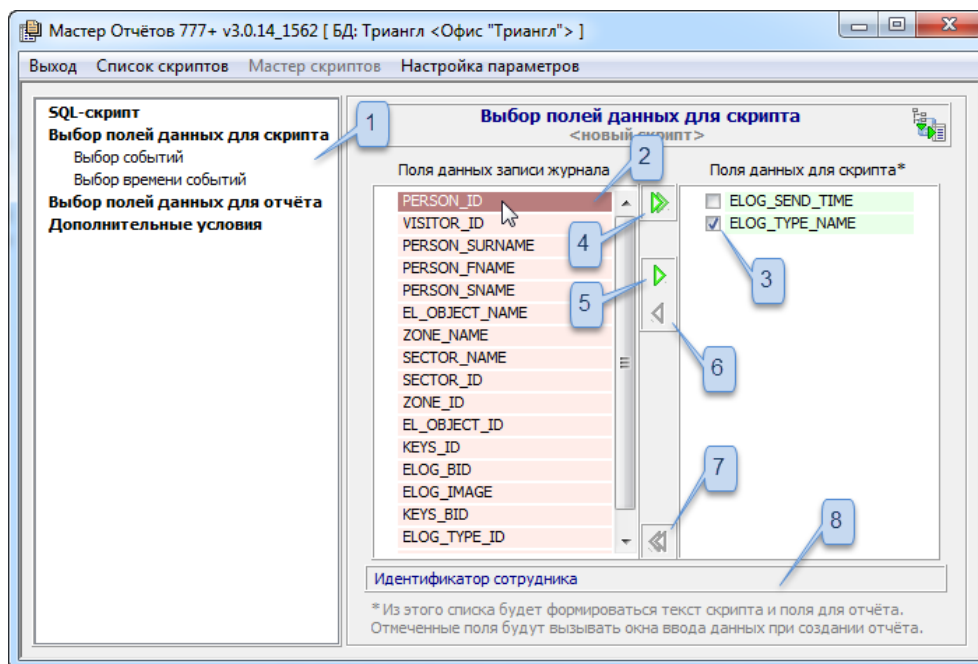 Мастер Отчётов 777+ v3.0.14_1562 [ БД: Триангл <Офис "Триангл"> ]
Выход Список скриптов Мастер скриптов Настройка параметров
SQL-скрипт
Выбор полей данных для скрипта
Выбор событий
Выбор времени событий
Выбор полей данных для отчёта
Дополнительные условия
1
Выбор полей данных для скрипта
<новый скрипт>
Поля данных записи журнала
2
Поля данных для скрипта*
PERSON_ID
VISITOR_ID
PERSON_SURNAME
PERSON_FNAME
PERSON_SNAME
EL_OBJECT_NAME
ZONE_NAME
SECTOR_NAME
SECTOR_ID
ZONE_ID
EL_OBJECT_ID
KEYS_ID
ELOG_BID
ELOG_IMAGE
KEYS_BID
ELOG_TYPE_ID
4
5
ELOG_SEND_TIME
ELOG_TYPE_NAME
3
6
7
8
Идентификатор сотрудника
* Из этого списка будет формироваться текст скрипта и поля для отчёта.
Отмеченные поля будут вызывать окна ввода данных при создании отчёта.